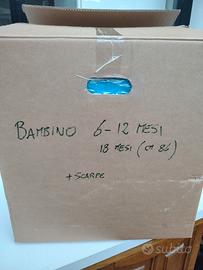 BAMBINO 6-12 MESI
18 MESI (CM 86)
+ SCARPE
subito